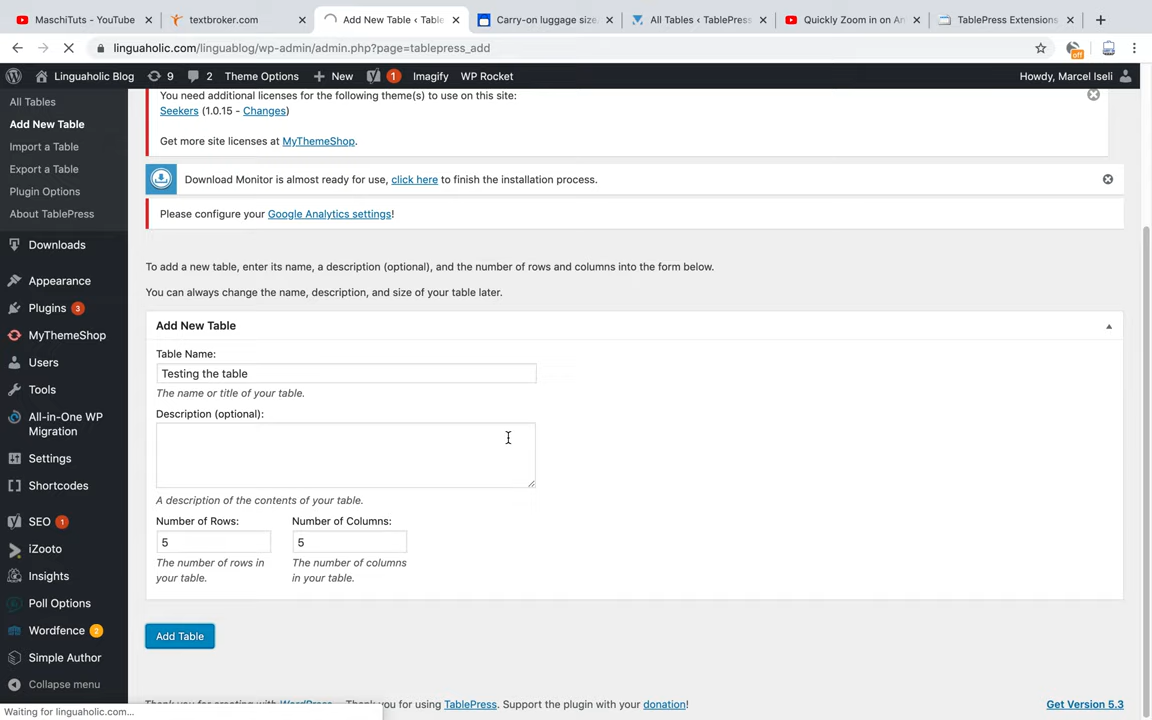 MaschiTuts - YouTube
textbroker.com
Add New Table ‹ Table
Carry-on luggage size,
All Tables ‹ TablePress
Quickly Zoom in on An
TablePress Extensions
linguaholic.com/linguablog/wp-admin/admin.php?page=tablepress_add
off
Linguaholic Blog
9
2
Theme Options
New
1
Imagify
WP Rocket
Howdy, Marcel Iseli
All Tables
Add New Table
Import a Table
Export a Table
Plugin Options
About TablePress
Downloads
Appearance
Plugins 3
MyThemeShop
Users
Tools
All-in-One WP
Migration
Settings
Shortcodes
SEO 1
iZooto
Insights
Poll Options
Wordfence 2
Simple Author
Collapse menu
You need additional licenses for the following theme(s) to use on this site:
Seekers (1.0.15 - Changes)
Get more site licenses at MyThemeShop.
Download Monitor is almost ready for use, click here to finish the installation process.
Please configure your Google Analytics settings!
To add a new table, enter its name, a description (optional), and the number of rows and columns into the form below.
You can always change the name, description, and size of your table later.
Add New Table
Table Name:
Testing the table
The name or title of your table.
Description (optional):
A description of the contents of your table.
Number of Rows:
Number of Columns:
5
5
The number of rows in
your table.
The number of columns
in your table.
Add Table
Thank you for creating with WordPress. Thank you for using TablePress. Support the plugin with your donation!
Get Version 5.3
Waiting for linguaholic.com...